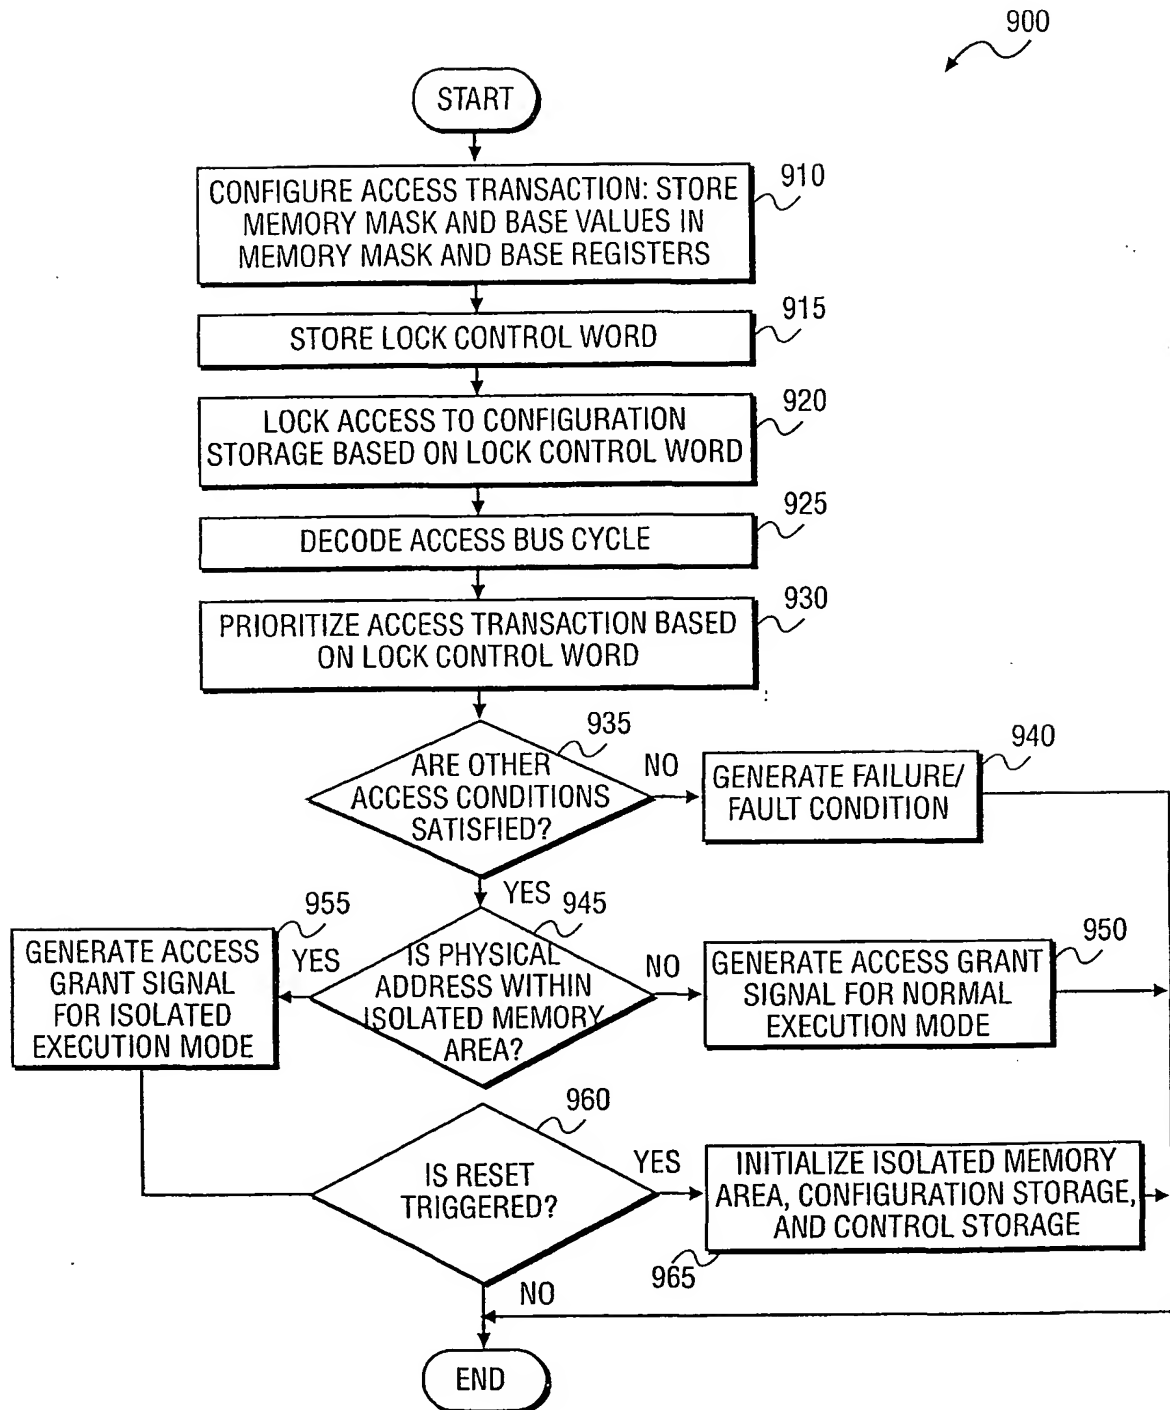 900
START
CONFIGURE ACCESS TRANSACTION: STORE
MEMORY MASK AND BASE VALUES IN
MEMORY MASK AND BASE REGISTERS
910
STORE LOCK CONTROL WORD
915
LOCK ACCESS TO CONFIGURATION
STORAGE BASED ON LOCK CONTROL WORD
920
DECODE ACCESS BUS CYCLE
925
PRIORITIZE ACCESS TRANSACTION BASED
ON LOCK CONTROL WORD
930
ARE OTHER
ACCESS CONDITIONS
SATISFIED?
935
NO
GENERATE FAILURE/
FAULT CONDITION
940
YES
IS PHYSICAL
ADDRESS WITHIN
ISOLATED MEMORY
AREA?
945
NO
GENERATE ACCESS GRANT
SIGNAL FOR NORMAL
EXECUTION MODE
950
YES
GENERATE ACCESS
GRANT SIGNAL
FOR ISOLATED
EXECUTION MODE
955
IS RESET
TRIGGERED?
960
YES
INITIALIZE ISOLATED MEMORY
AREA, CONFIGURATION STORAGE,
AND CONTROL STORAGE
965
NO
END